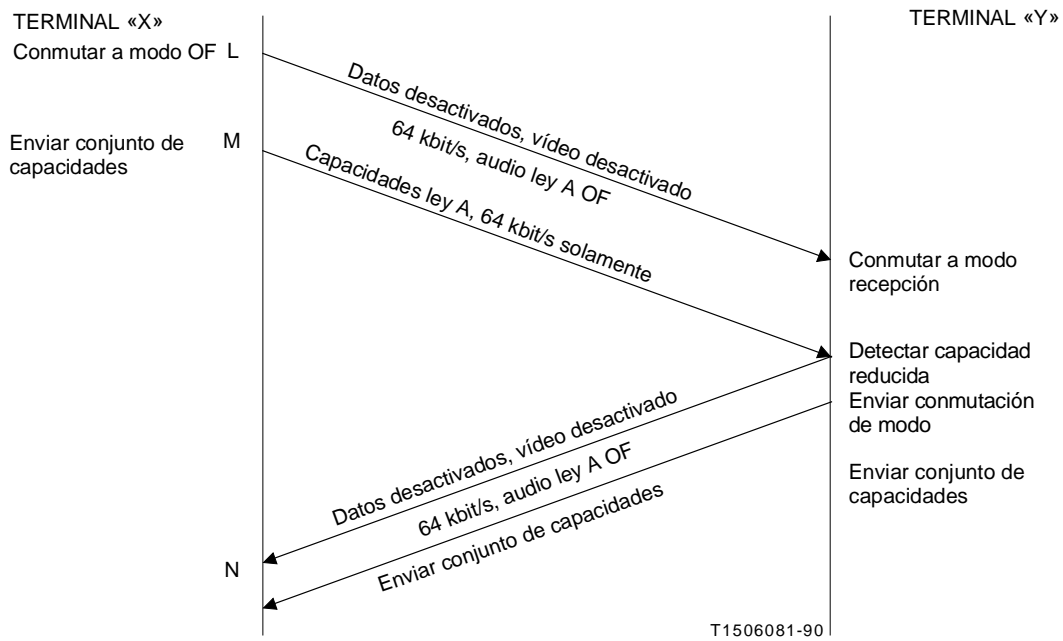 TERMINAL «X»
TERMINAL «Y»
Conmutar a modo OF L
Datos desactivados, vídeo desactivado
64 kbit/s, audio ley A OF
Enviar conjunto de
capacidades
M
Capacidades ley A, 64 kbit/s solamente
Conmutar a modo
recepción
Detectar capacidad
reducida
Enviar conmutación
de modo
Datos desactivados, vídeo desactivado
64 kbit/s, audio ley A OF
Enviar conjunto de capacidades
Enviar conjunto de
capacidades
N
T1506081-90